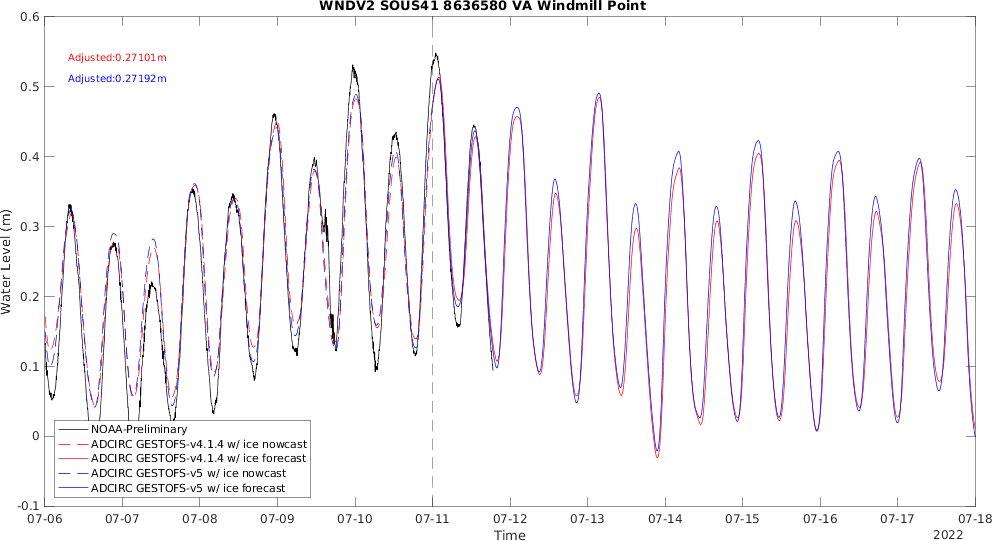 WNDV2 SOUS41 8636580 VA Windmill Point
Adjusted:0.27101m
Adjusted:0.27192m
Water Level (m)
0.6
0.5
0.4
0.3
0.2
0.1
0
-0.1
NOAA-Preliminary
ADCIRC GESTOFS-v4.1.4 w/ ice nowcast
ADCIRC GESTOFS-v4.1.4 w/ ice forecast
ADCIRC GESTOFS-v5 w/ ice nowcast
ADCIRC GESTOFS-v5 w/ ice forecast
07-06 07-07 07-08 07-09 07-10 07-11 07-12 07-13 07-14 07-15 07-16 07-17 07-18
Time
2022